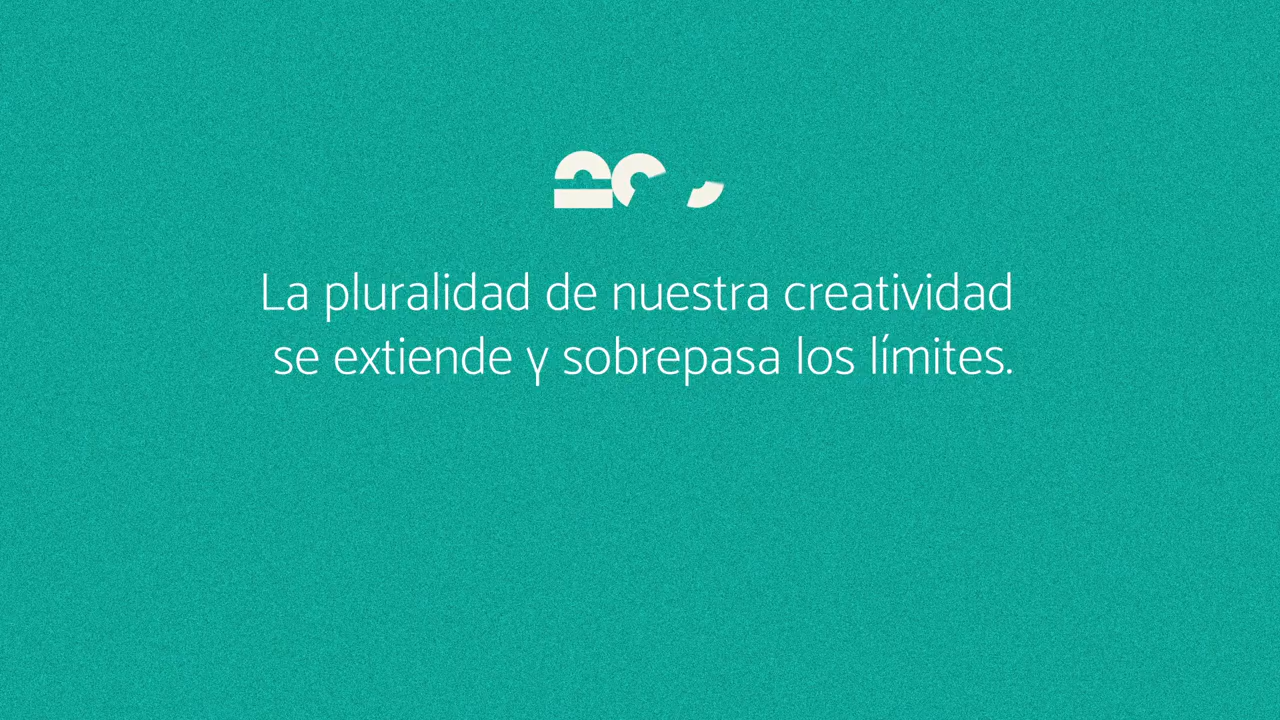 La pluralidad de nuestra creatividad
se extiende y sobrepasa los límites.